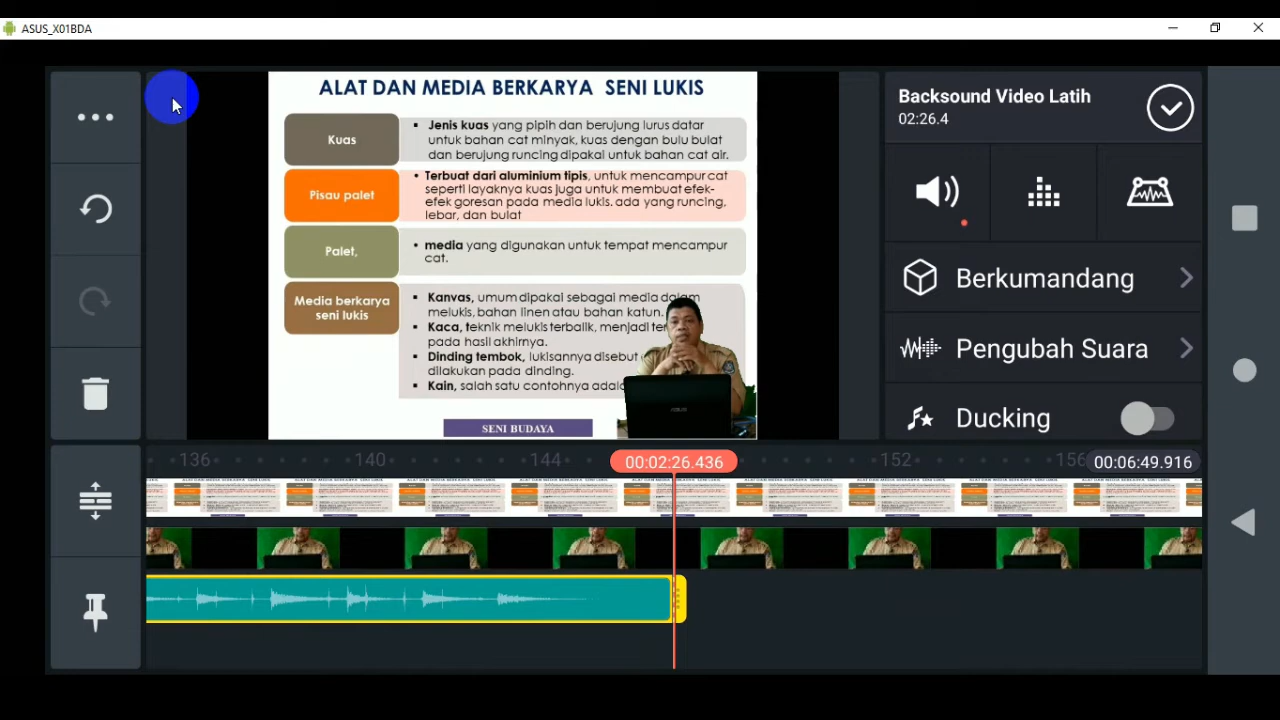 ASUS_X01BDA
ALAT DAN MEDIA BERKARYA SENI LUKIS
Kuas
▪ Jenis kuas yang pipih dan berujung lurus datar
untuk bahan cat minyak, kuas dengan bulu bulat
dan berujung runcing dipakai untuk bahan cat air.
Pisau palet
• Terbuat dari aluminium tipis, untuk mencampur cat
seperti layaknya kuas juga untuk membuat efek-
efek goresan pada media lukis. ada yang runcing,
lebar, dan bulat
Palet,
• media yang digunakan untuk tempat mencampur
cat.
Media berkarya
seni lukis
▪ Kanvas, umum dipakai sebagai media dalam
melukis, bahan linen atau bahan katun.
▪ Kaca, teknik melukis terbalik, menjadi
pada hasil akhirnya.
▪ Dinding tembok, lukisannya disebut
dilakukan pada dinding.
▪ Kain, salah satu contohnya
SENI BUDAYA
Backsound Video Latih
02:26.4
Berkumandang
Pengubah Suara
Ducking
136
140
144
00:02:26.436
152
156
00:06:49.916